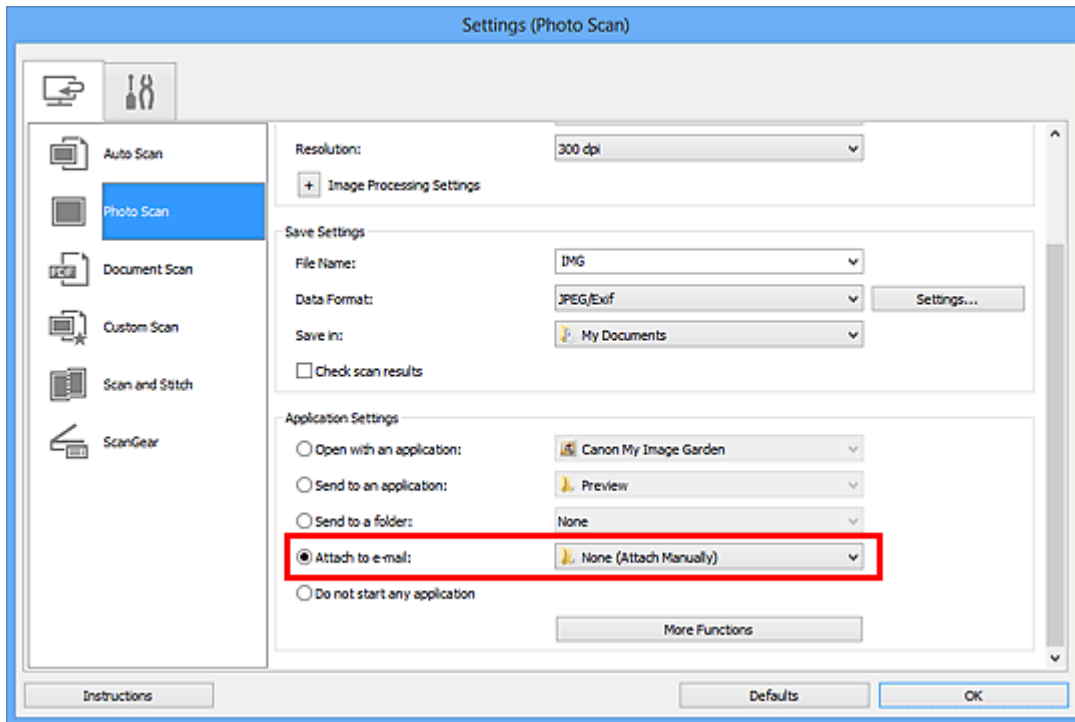 Settings (Photo Scan)
Auto Scan
Photo Scan
Document Scan
Custom Scan
Scan and Stitch
ScanGear
Resolution: 300 dpi
+ Image Processing Settings
Save Settings
File Name: IMG
Data Format: JPEG/Exif Settings...
Save in: My Documents
Check scan results
Application Settings
Open with an application: Canon My Image Garden
Send to an application: Preview
Send to a folder: None
Attach to e-mail: None (Attach Manually)
Do not start any application
More Functions
Instructions Defaults OK